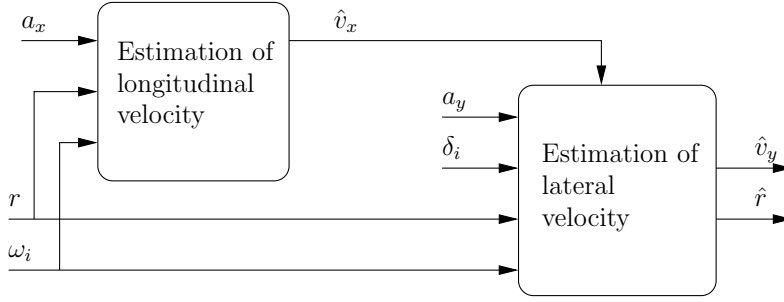 a_x
v̂_x
Estimation of
longitudinal
velocity
a_y
δ_i
Estimation of
lateral
velocity
v̂_y
r̂
r
ω_i